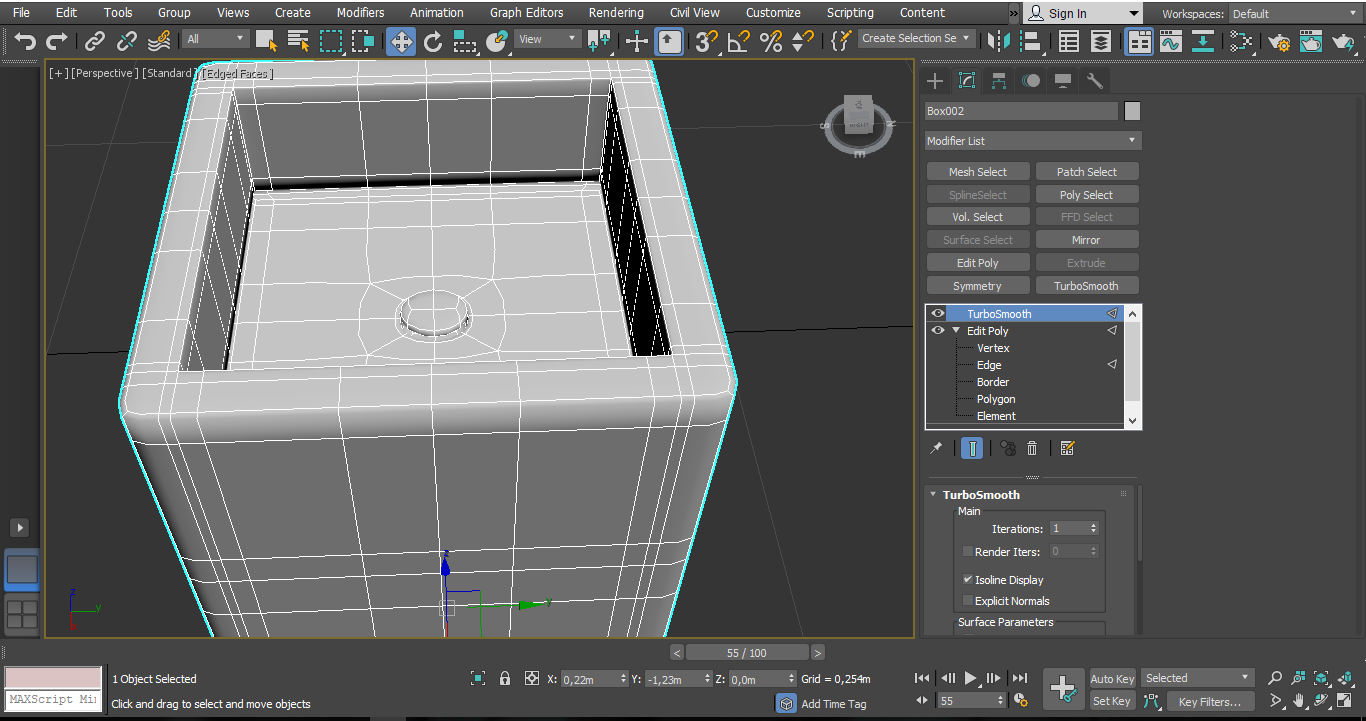 File Edit Tools Group Views Create Modifiers Animation Graph Editors Rendering Civil View Customize Scripting Content » Sign In Workspaces: Default
All View Create Selection Se
[+] [Perspective] [Standard] [Edged Faces]
Box002
Modifier List
Mesh Select Patch Select
SplineSelect Poly Select
Vol. Select FFD Select
Surface Select Mirror
Edit Poly Extrude
Symmetry TurboSmooth
TurboSmooth
Edit Poly
Vertex
Edge
Border
Polygon
Element
TurboSmooth
Main
Iterations: 1
Render Iters: 0
Isoline Display
Explicit Normals
Surface Parameters
z
y
z
y
x
< 55 / 100 >
1 Object Selected X: 0,22m Y: -1,23m Z: 0,0m Grid = 0,254m Auto Key Selected
MAXScript Mi
Click and drag to select and move objects Add Time Tag 55 Set Key Key Filters...